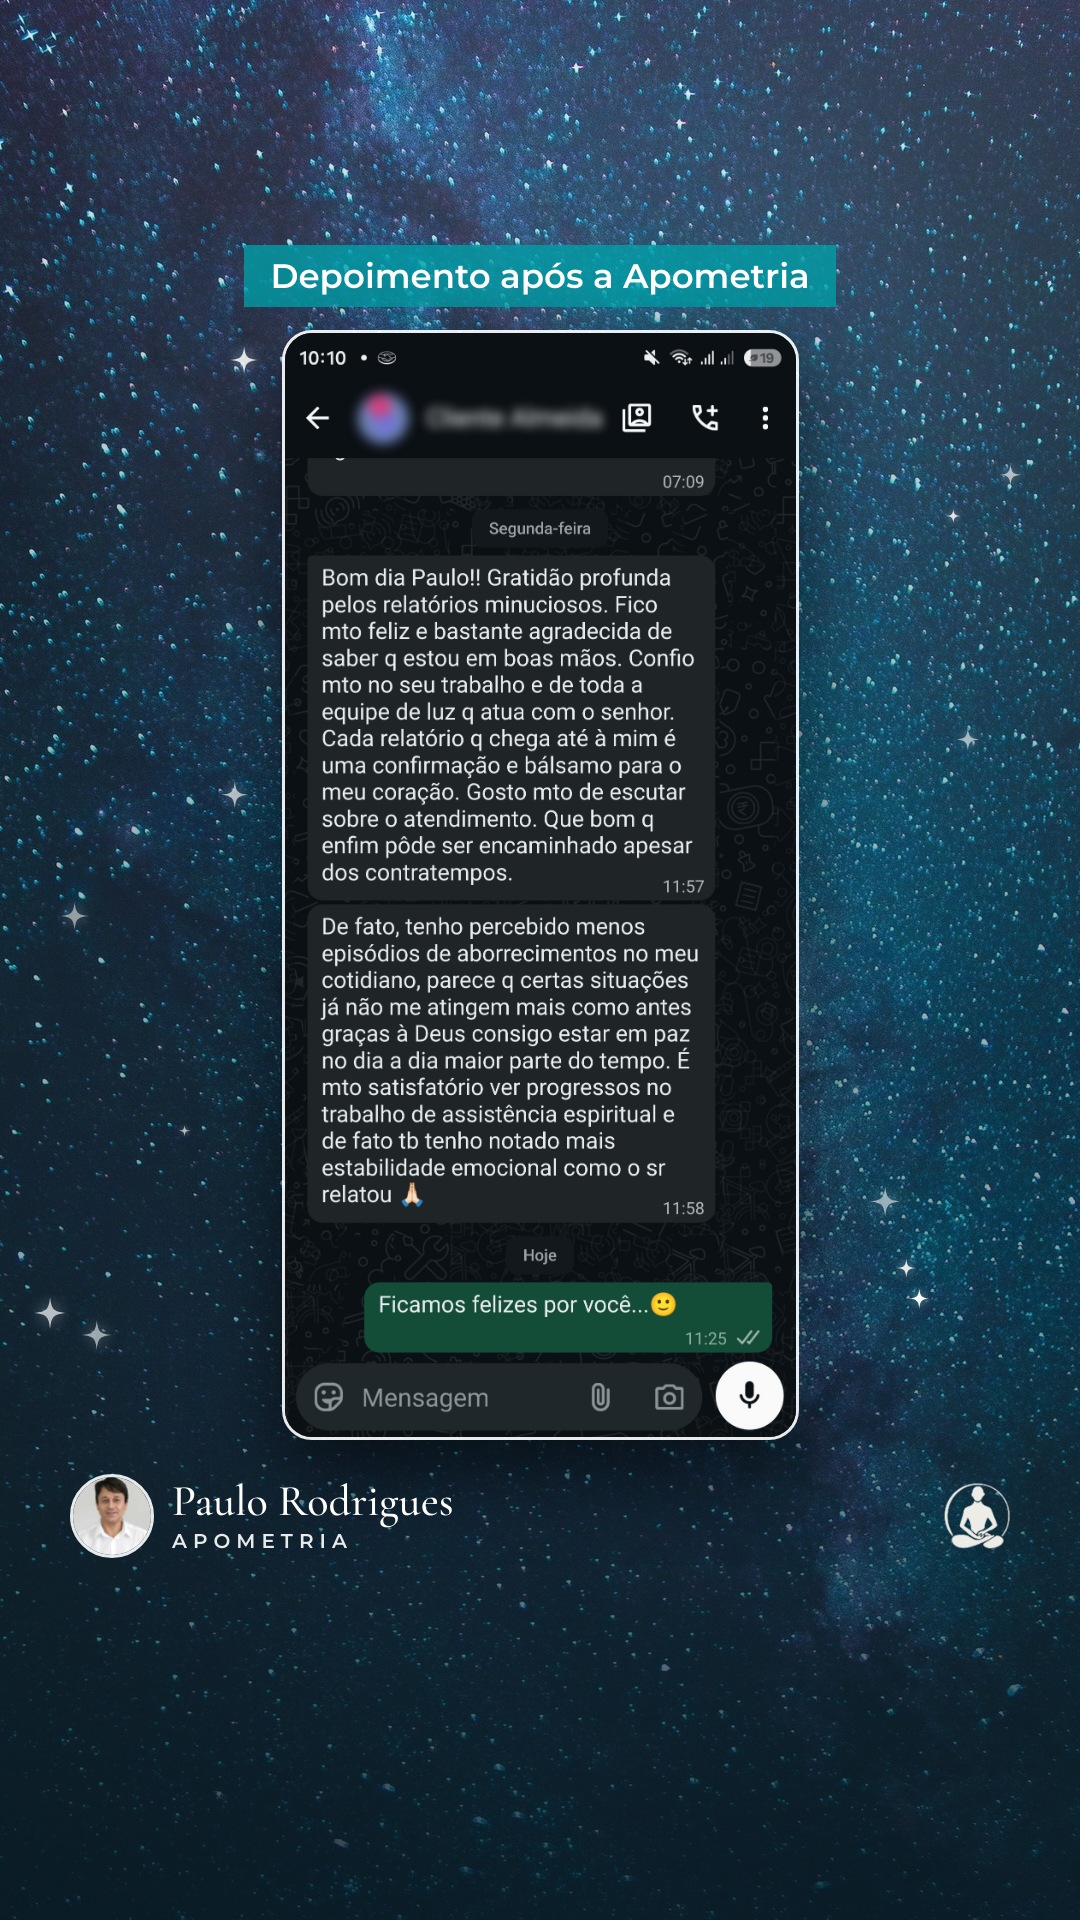 Depoimento após a Apometria
10:10
19
07:09
Segunda-feira
Bom dia Paulo!! Gratidão profunda
pelos relatórios minuciosos. Fico
mto feliz e bastante agradecida de
saber q estou em boas mãos. Confio
mto no seu trabalho e de toda a
equipe de luz q atua com o senhor.
Cada relatório q chega até à mim é
uma confirmação e bálsamo para o
meu coração. Gosto mto de escutar
sobre o atendimento. Que bom q
enfim pôde ser encaminhado apesar
dos contratempos.
11:57
De fato, tenho percebido menos
episódios de aborrecimentos no meu
cotidiano, parece q certas situações
já não me atingem mais como antes
graças à Deus consigo estar em paz
no dia a dia maior parte do tempo. É
mto satisfatório ver progressos no
trabalho de assistência espiritual e
de fato tb tenho notado mais
estabilidade emocional como o sr
relatou 🙏🏻
11:58
Hoje
Ficamos felizes por você...🙂
11:25
Mensagem
Paulo Rodrigues
APOMETRIA